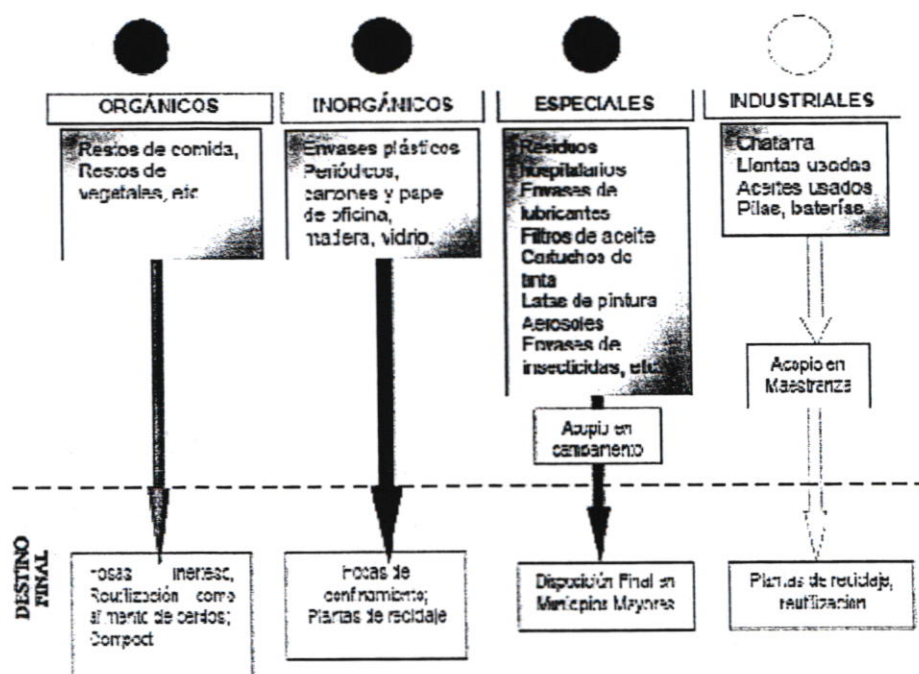 ORGÁNICOS
Restos de comida,
Restos de
vegetales, etc
INORGÁNICOS
Envases plásticos
Periódicos,
cartones y pape
de oficina,
madera, vidrio.
ESPECIALES
Residuos
hospitalarios
Envases de
lubricantes
Filtros de aceite
Cartuchos de
tinta
Latas de pintura
Aerosoles
Envases de
insecticidas, etc
Acopio en
campamento
INDUSTRIALES
Chatarra
Llantas usadas
Aceites usados
Pilas, baterías.
Acopio en
Maestranza
DESTINO
FINAL
Reutilización como
alimento de cerdos;
Compost
Fosas de
confinamiento;
Plantas de reciclaje
Disposición Final en
Municipios Mayores
Plantas de reciclaje,
reutilización